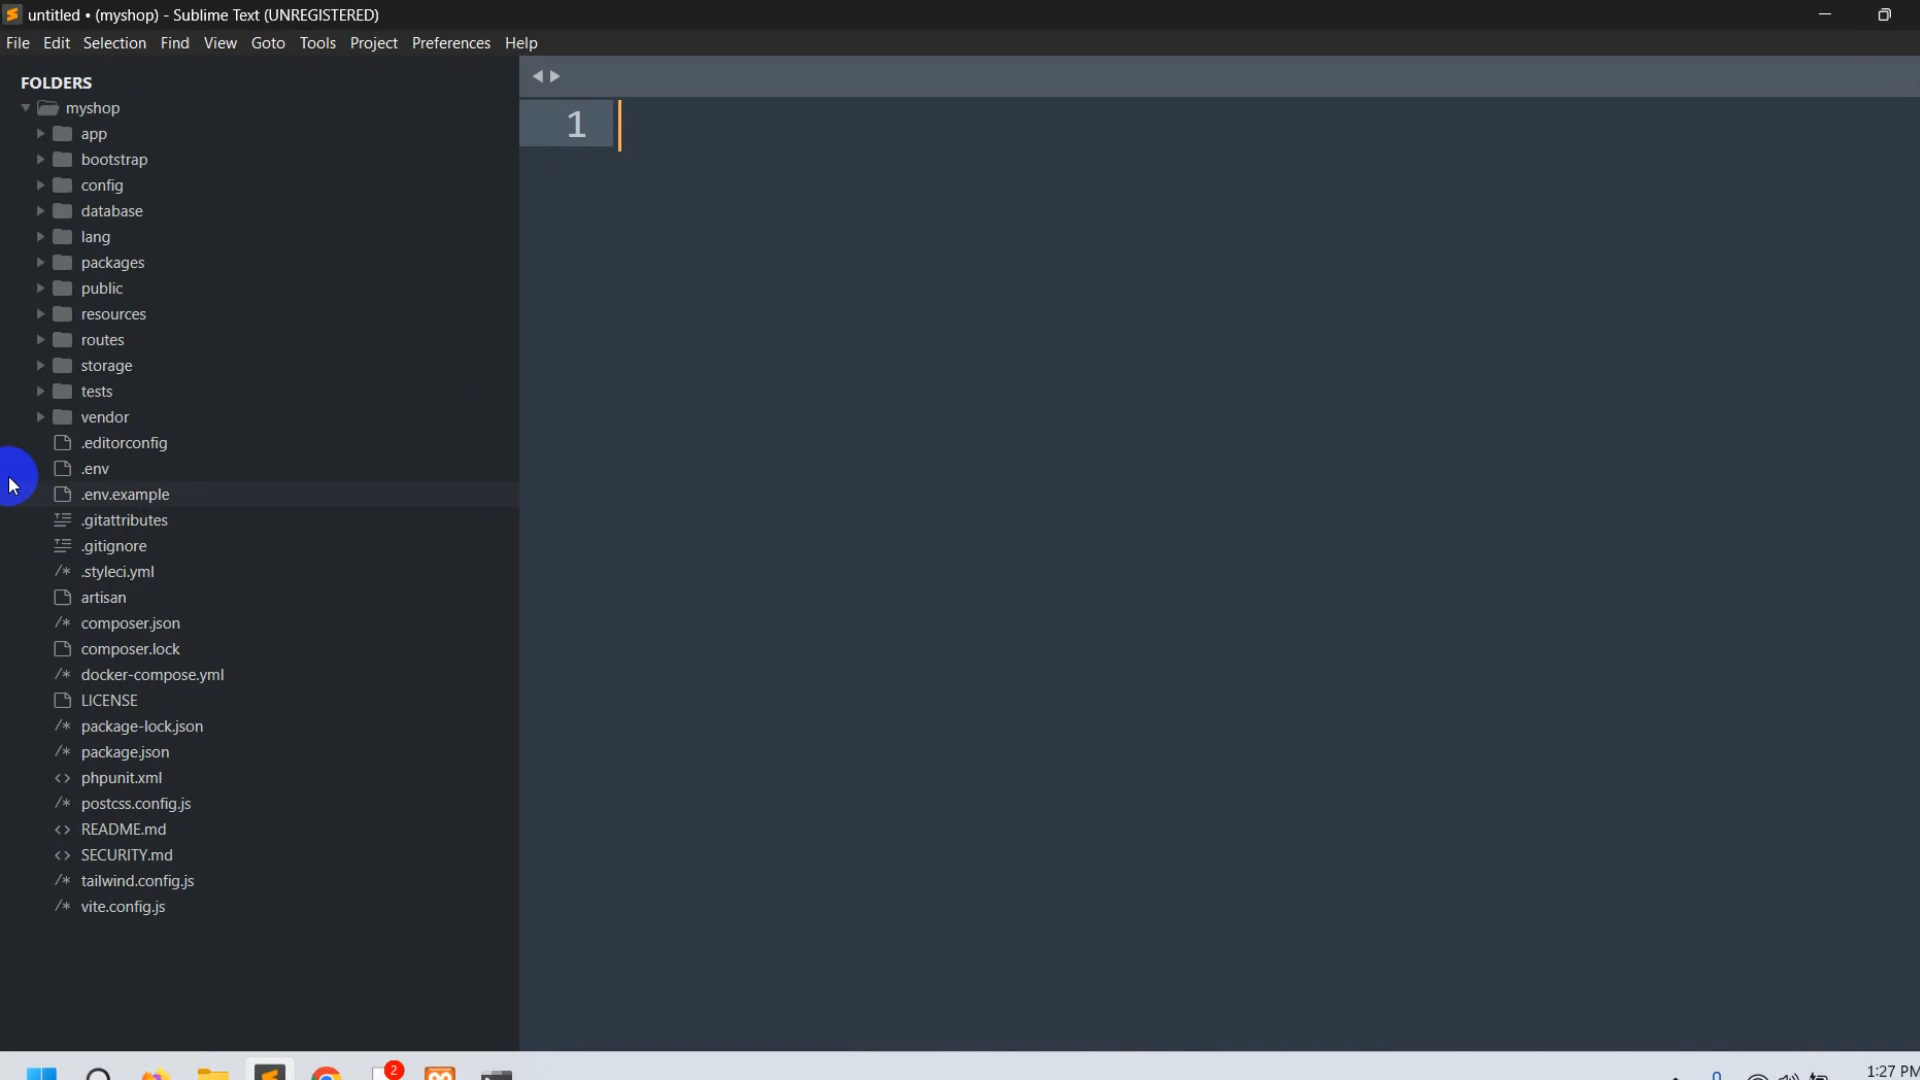 untitled • (myshop) - Sublime Text (UNREGISTERED)
File Edit Selection Find View Goto Tools Project Preferences Help
FOLDERS
myshop
app
bootstrap
config
database
lang
packages
public
resources
routes
storage
tests
vendor
.editorconfig
.env
.env.example
.gitattributes
.gitignore
/* .styleci.yml
artisan
/* composer.json
composer.lock
/* docker-compose.yml
LICENSE
/* package-lock.json
/* package.json
<> phpunit.xml
/* postcss.config.js
<> README.md
<> SECURITY.md
/* tailwind.config.js
/* vite.config.js
1
2
1:27 PM